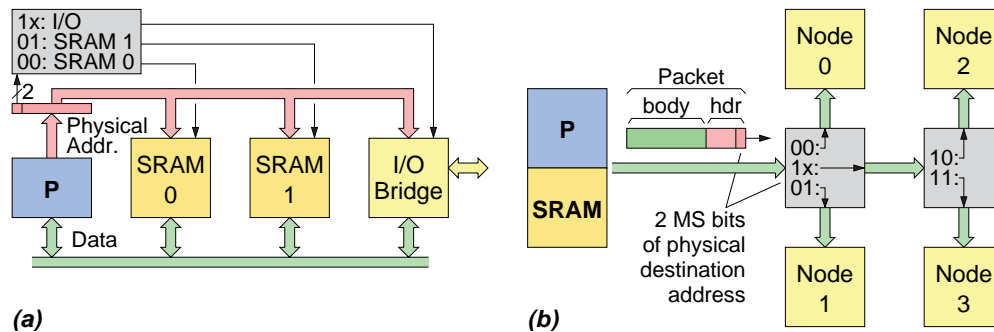 1x: I/O
01: SRAM 1
00: SRAM 0
2
Physical
Addr.
P
SRAM
0
SRAM
1
I/O
Bridge
Data
(a)
Packet
body hdr
P
SRAM
00:
1x:
01:
10:
11:
Node
0
Node
2
2 MS bits
of physical
destination
address
Node
1
Node
3
(b)